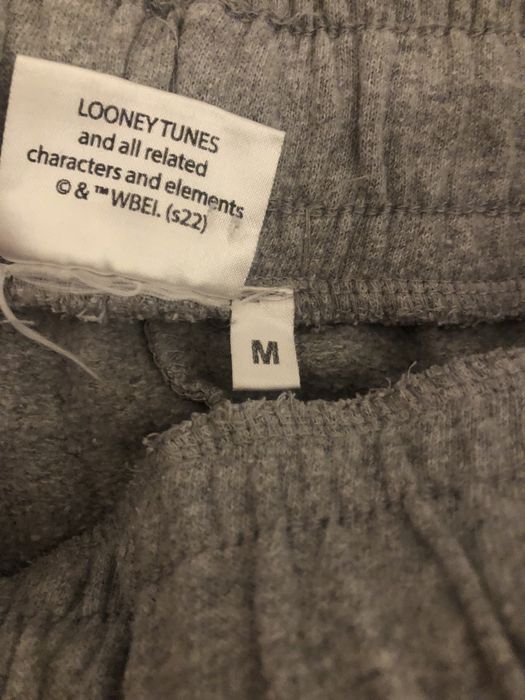 LOONEY TUNES
and all related
characters and elements
© & ™ WBEI. (s22)
M